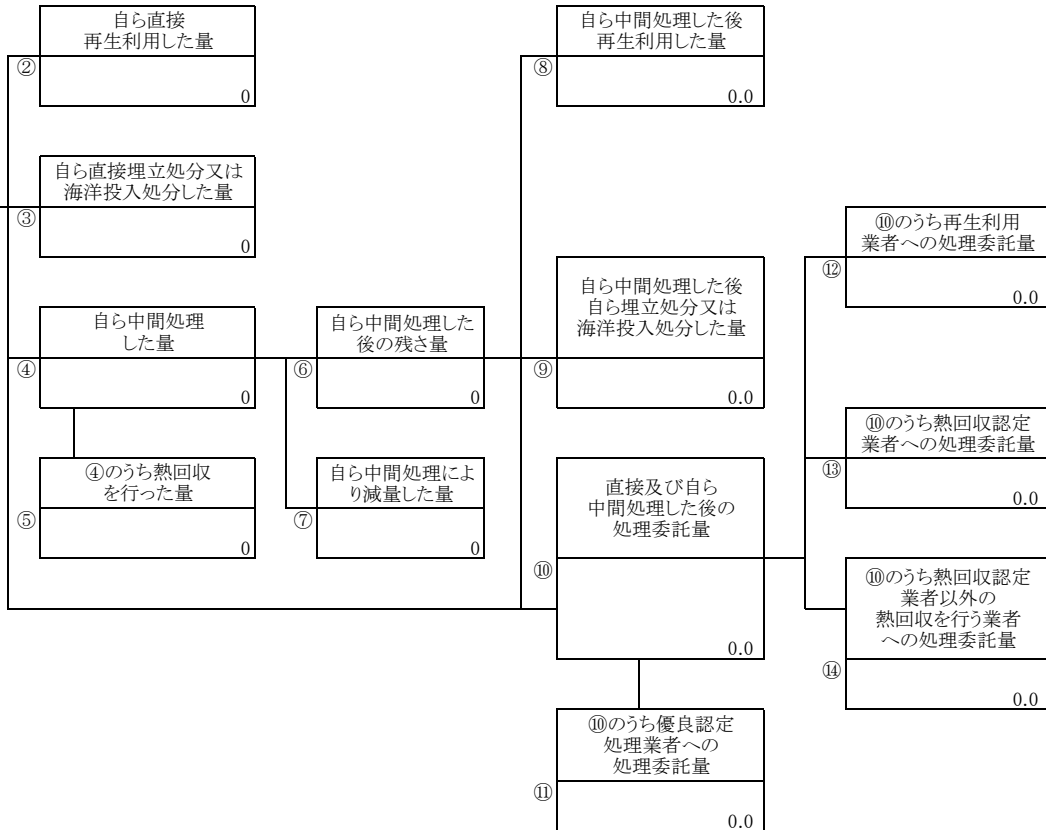 自ら直接
再生利用した量
②
0
自ら中間処理した後
再生利用した量
⑧
0.0
自ら直接埋立処分又は
海洋投入処分した量
③
0
⑩のうち再生利用
業者への処理委託量
⑫
0.0
自ら中間処理
した量
④
0
自ら中間処理した
後の残さ量
⑥
0
自ら中間処理した後
自ら埋立処分又は
海洋投入処分した量
⑨
0.0
⑩のうち熱回収認定
業者への処理委託量
⑬
0.0
④のうち熱回収
を行った量
⑤
0
自ら中間処理によ
り減量した量
⑦
0
直接及び自ら
中間処理した後の
処理委託量
⑩
0.0
⑩のうち熱回収認定
業者以外の
熱回収を行う業者
への処理委託量
⑭
0.0
⑩のうち優良認定
処理業者への
処理委託量
⑪
0.0